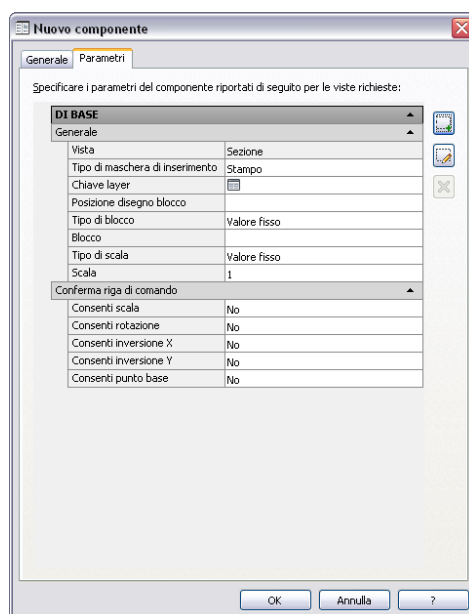 Nuovo componente
Generale Parametri
Specificare i parametri del componente riportati di seguito per le viste richieste:
DI BASE
Generale
Vista Sezione
Tipo di maschera di inserimento Stampo
Chiave layer
Posizione disegno blocco
Tipo di blocco Valore fisso
Blocco
Tipo di scala Valore fisso
Scala 1
Conferma riga di comando
Consenti scala No
Consenti rotazione No
Consenti inversione X No
Consenti inversione Y No
Consenti punto base No
OK Annulla ?